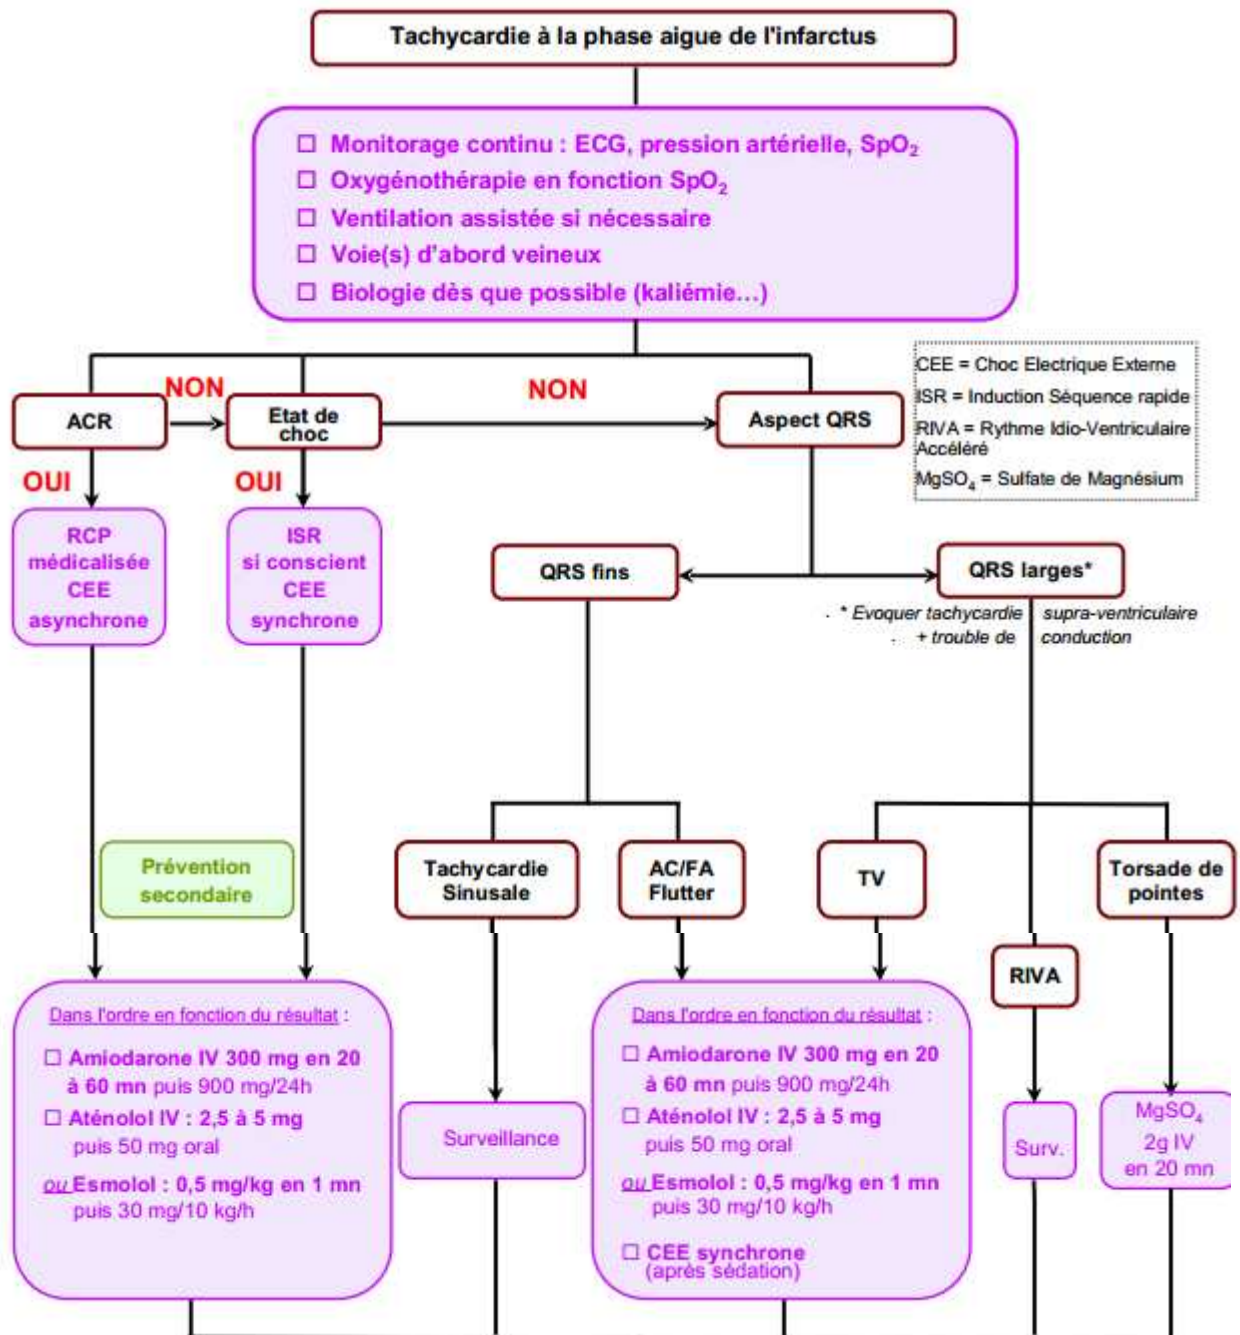 Tachycardie à la phase aigue de l'infarctus
☐ Monitorage continu : ECG, pression artérielle, SpO₂
☐ Oxygénothérapie en fonction SpO₂
☐ Ventilation assistée si nécessaire
☐ Voie(s) d'abord veineux
☐ Biologie dès que possible (kaliémie…)
CEE = Choc Electrique Externe
ISR = Induction Séquence rapide
RIVA = Rythme Idio-Ventriculaire
Accéléré
MgSO₄ = Sulfate de Magnésium
ACR
NON
Etat de
choc
NON
Aspect QRS
OUI
OUI
RCP
médicalisée
CEE
asynchrone
ISR
si conscient
CEE
synchrone
QRS fins
QRS larges*
* Evoquer tachycardie supra-ventriculaire
+ trouble de conduction
Prévention
secondaire
Tachycardie
Sinusale
AC/FA
Flutter
TV
Torsade de
pointes
RIVA
Dans l'ordre en fonction du résultat :
☐ Amiodarone IV 300 mg en 20
à 60 mn puis 900 mg/24h
☐ Aténolol IV : 2,5 à 5 mg
puis 50 mg oral
ou Esmolol : 0,5 mg/kg en 1 mn
puis 30 mg/10 kg/h
Surveillance
Dans l'ordre en fonction du résultat :
☐ Amiodarone IV 300 mg en 20
à 60 mn puis 900 mg/24h
☐ Aténolol IV : 2,5 à 5 mg
puis 50 mg oral
ou Esmolol : 0,5 mg/kg en 1 mn
puis 30 mg/10 kg/h
☐ CEE synchrone
(après sédation)
Surv.
MgSO₄
2g IV
en 20 mn